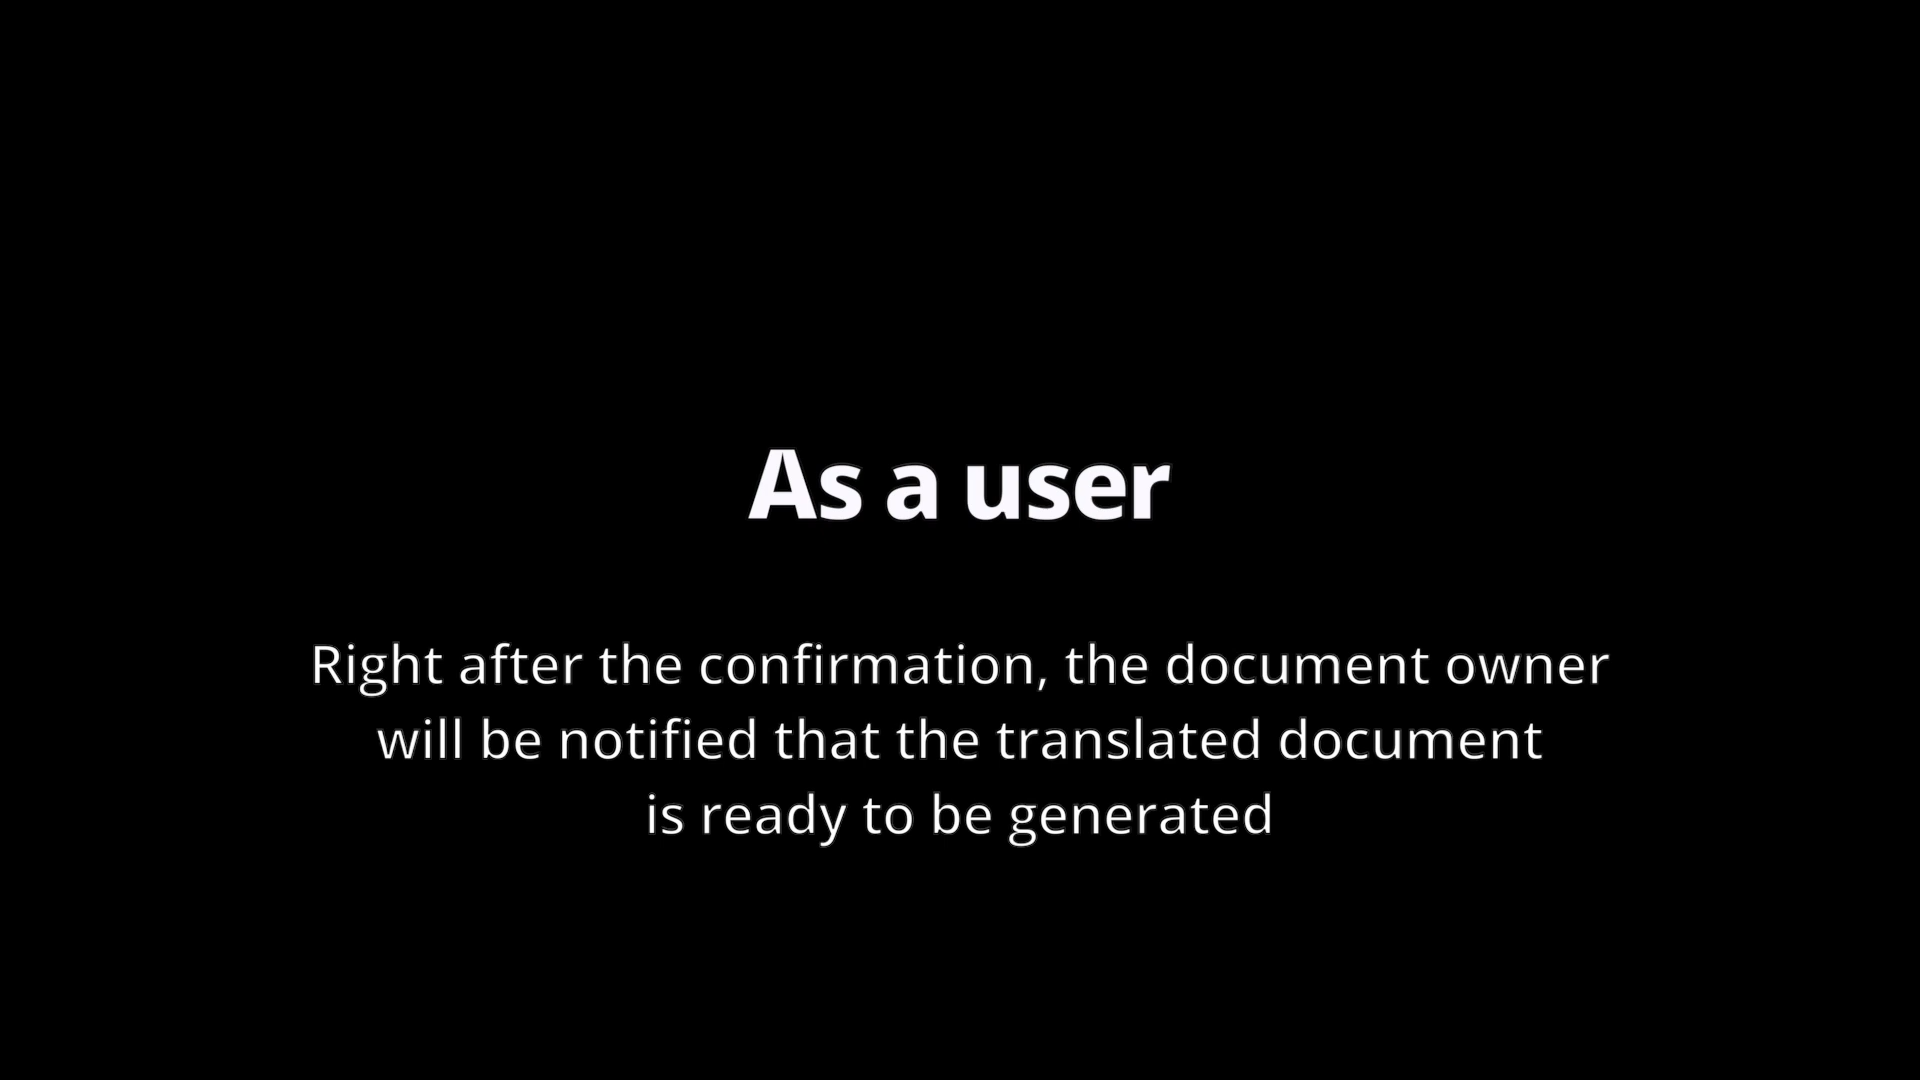 As a user
Right after the confirmation, the document owner
will be notified that the translated document
is ready to be generated